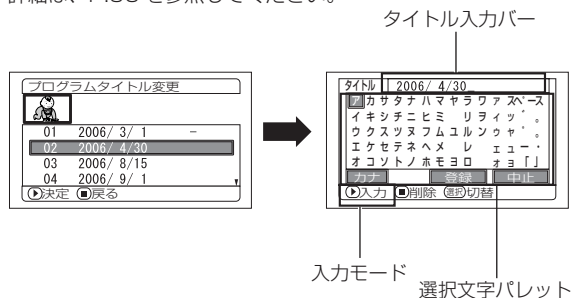 詳細は、P.38 を参照してください。
タイトル入力バー
プログラムタイトル変更
01 2006/ 3/ 1 −
02 2006/ 4/30
03 2006/ 8/15
04 2006/ 9/ 1
決定 戻る
タイトル 2006/ 4/30_
ア カ サ タ ナ ハ マ ヤ ラ ワ ァ スペース
イ キ シ チ ニ ヒ ミ リ ヲ ィ ッ ゛ 。
ウ ク ス ツ ヌ フ ム ユ ル ン ゥ ャ ゜ 。
エ ケ セ テ ネ ヘ メ レ ェ ュ ー ・
オ コ ソ ト ノ ホ モ ヨ ロ ォ ョ 「 」
カナ 登録 中止
入力 削除 選択 切替
入力モード
選択文字パレット